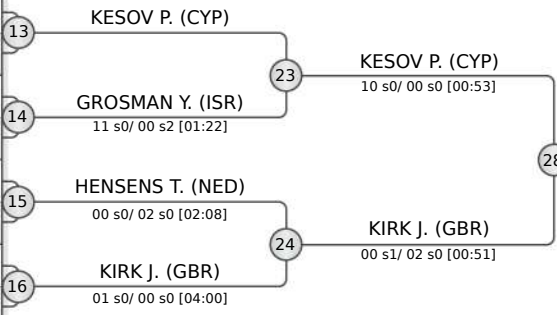 KESOV P. (CYP)
13
23
KESOV P. (CYP)
10 s0/ 00 s0 [00:53]
GROSMAN Y. (ISR)
14
11 s0/ 00 s2 [01:22]
28
HENSENS T. (NED)
15
00 s0/ 02 s0 [02:08]
24
KIRK J. (GBR)
00 s1/ 02 s0 [00:51]
KIRK J. (GBR)
16
01 s0/ 00 s0 [04:00]